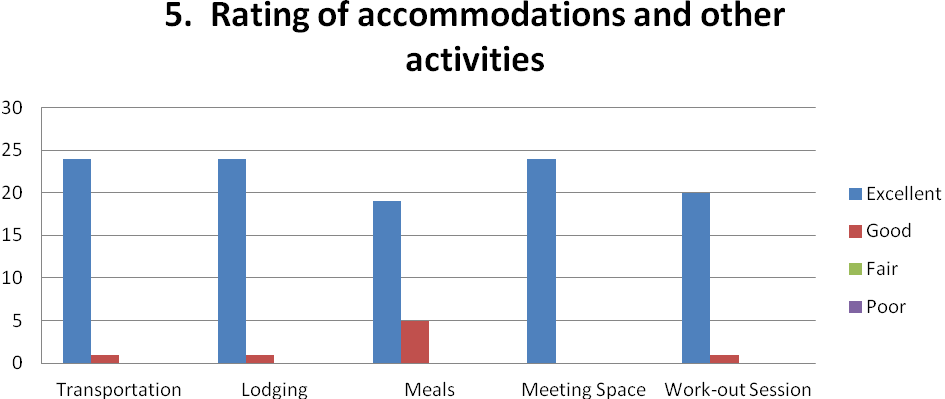 5. Rating of accommodations and other
activities
30
25
20
15
10
5
0
Transportation
Lodging
Meals
Meeting Space
Work-out Session
Excellent
Good
Fair
Poor